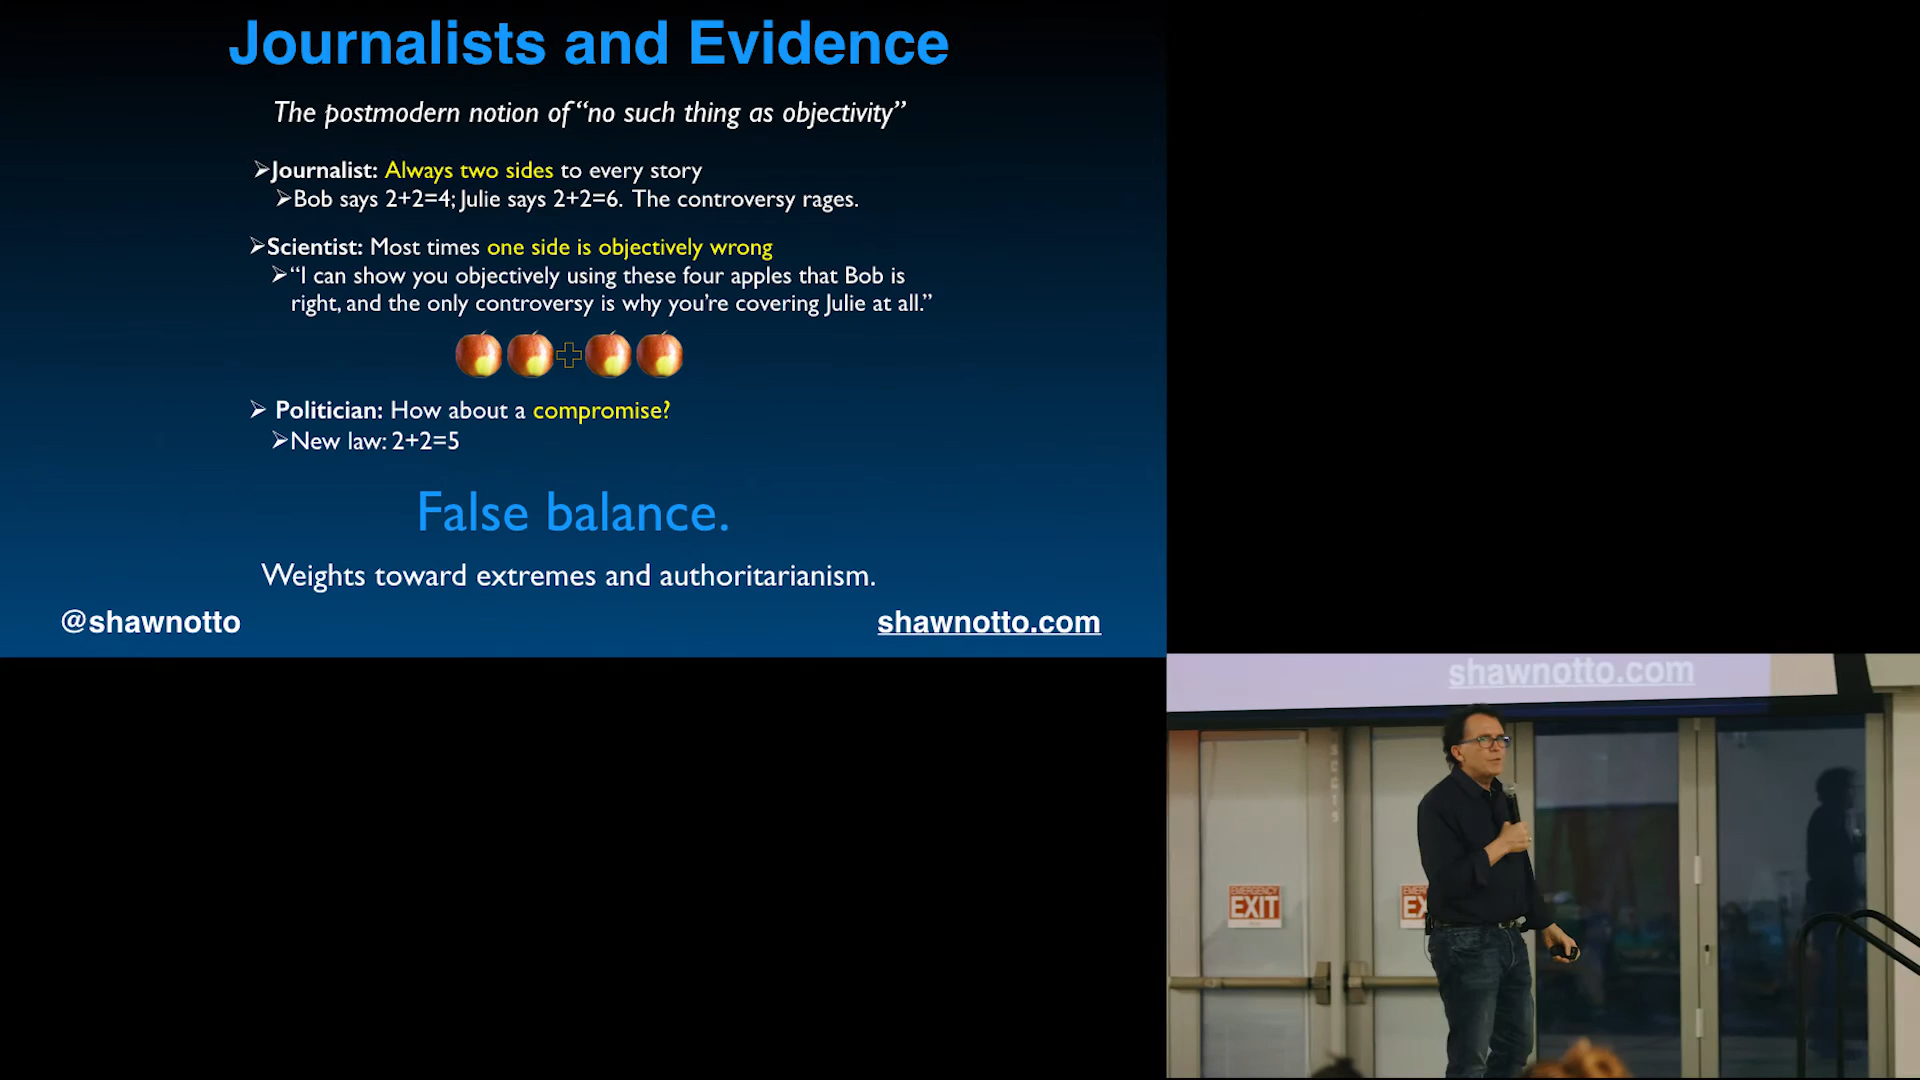 Journalists and Evidence
The postmodern notion of “no such thing as objectivity”
➢Journalist: Always two sides to every story
➢Bob says 2+2=4; Julie says 2+2=6. The controversy rages.
➢Scientist: Most times one side is objectively wrong
➢“I can show you objectively using these four apples that Bob is
right, and the only controversy is why you’re covering Julie at all.”
➢ Politician: How about a compromise?
➢New law: 2+2=5
False balance.
Weights toward extremes and authoritarianism.
@shawnotto
shawnotto.com
shawnotto.com
EMERGENCY
EXIT
EMER
EX